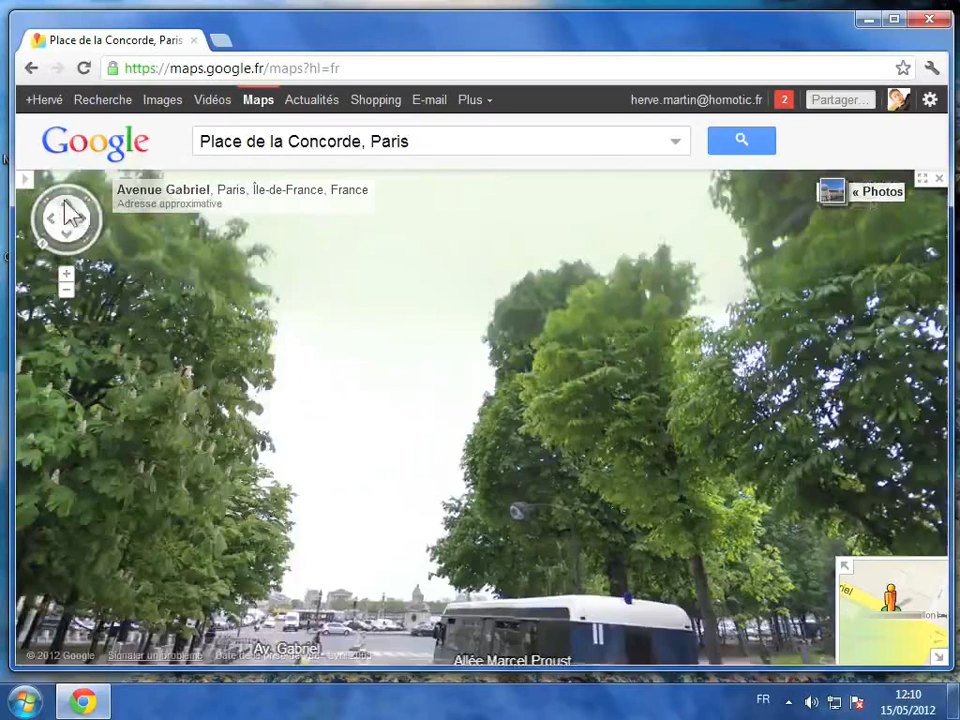 Place de la Concorde, Paris
https://maps.google.fr/maps?hl=fr
+Hervé Recherche Images Vidéos Maps Actualités Shopping E-mail Plus herve.martin@homotic.fr 2 Partager...
Google Place de la Concorde, Paris
Avenue Gabriel, Paris, Île-de-France, France
Adresse approximative
« Photos
Av. Gabriel
© 2012 Google Signaler un problème
Allée Marcel Proust
FR
12:10
15/05/2012